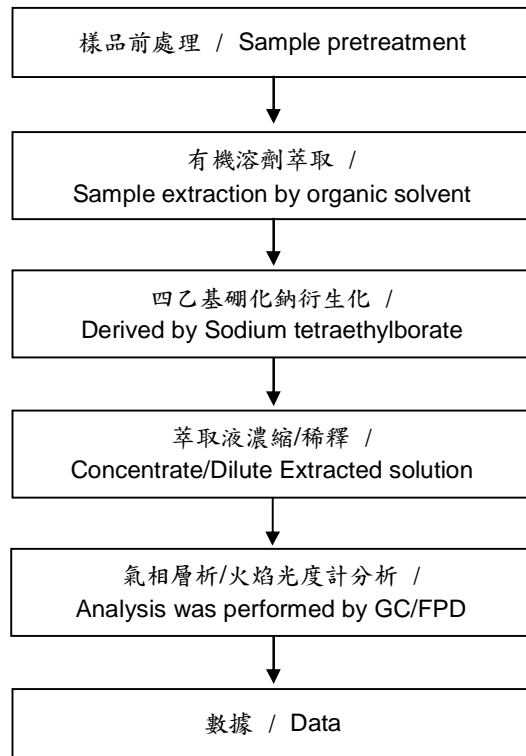 樣品前處理 / Sample pretreatment
有機溶劑萃取 /
Sample extraction by organic solvent
四乙基硼化鈉衍生化 /
Derived by Sodium tetraethylborate
萃取液濃縮/稀釋 /
Concentrate/Dilute Extracted solution
氣相層析/火焰光度計分析 /
Analysis was performed by GC/FPD
數據 / Data